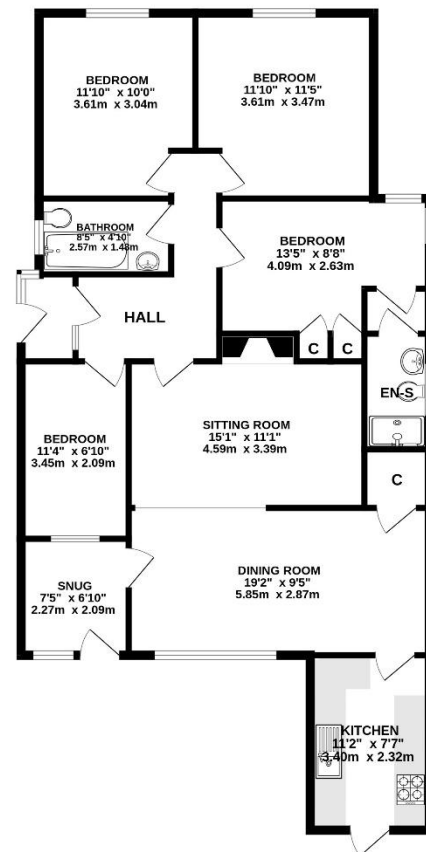 BEDROOM
11'10" x 10'0"
3.61m x 3.04m
BEDROOM
11'10" x 11'5"
3.61m x 3.47m
BATHROOM
8'5" x 4'10"
2.57m x 1.48m
BEDROOM
13'5" x 8'8"
4.09m x 2.63m
HALL
C
C
EN-S
BEDROOM
11'4" x 6'10"
3.45m x 2.09m
SITTING ROOM
15'1" x 11'1"
4.59m x 3.39m
C
SNUG
7'5" x 6'10"
2.27m x 2.09m
DINING ROOM
19'2" x 9'5"
5.85m x 2.87m
KITCHEN
11'2" x 7'7"
3.40m x 2.32m